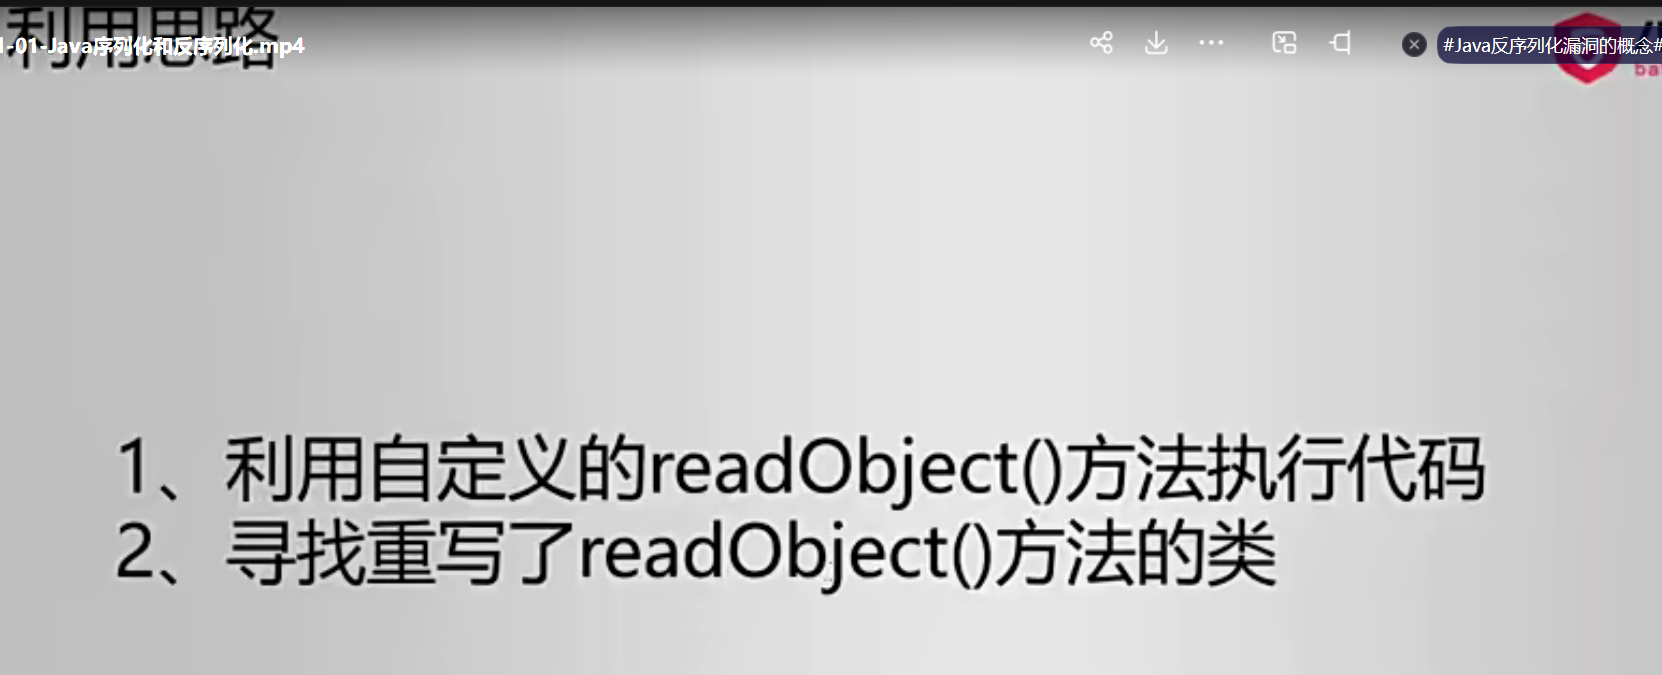 利用思路
1-01-Java序列化和反序列化.mp4
#Java反序列化漏洞的概念#
ba
1、利用自定义的readObject()方法执行代码
2、寻找重写了readObject()方法的类